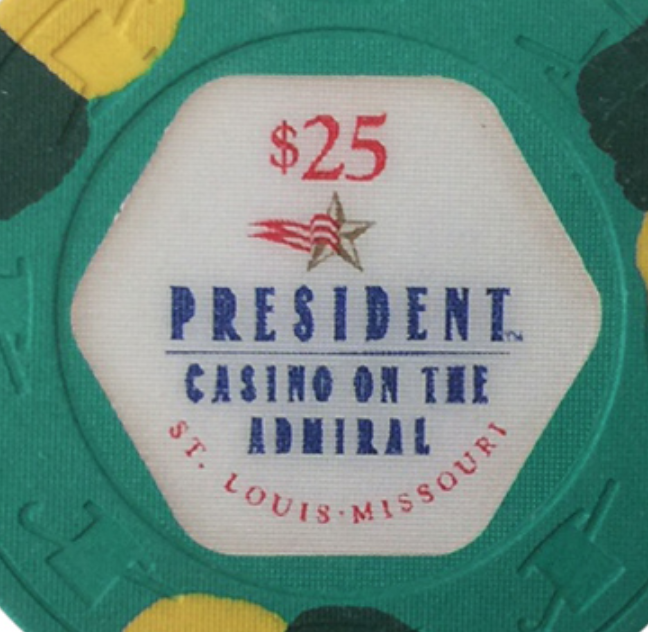 $25
PRESIDENT™
CASINO ON THE
ADMIRAL
ST. LOUIS·MISSOURI